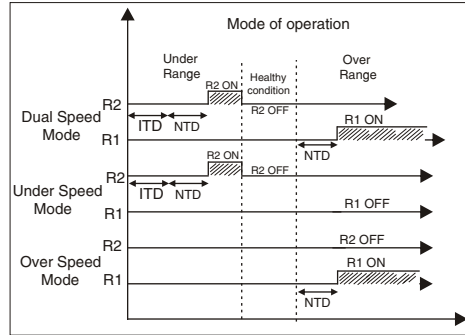 Mode of operation
Under
Range
Healthy
condition
Over
Range
R2 ON
R2
R2 OFF
Dual Speed
Mode
ITD
NTD
R1 ON
R1
NTD
R2 ON
R2
R2 OFF
ITD
NTD
Under Speed
Mode
R1
R1 OFF
R2
R2 OFF
Over Speed
Mode
R1 ON
R1
NTD